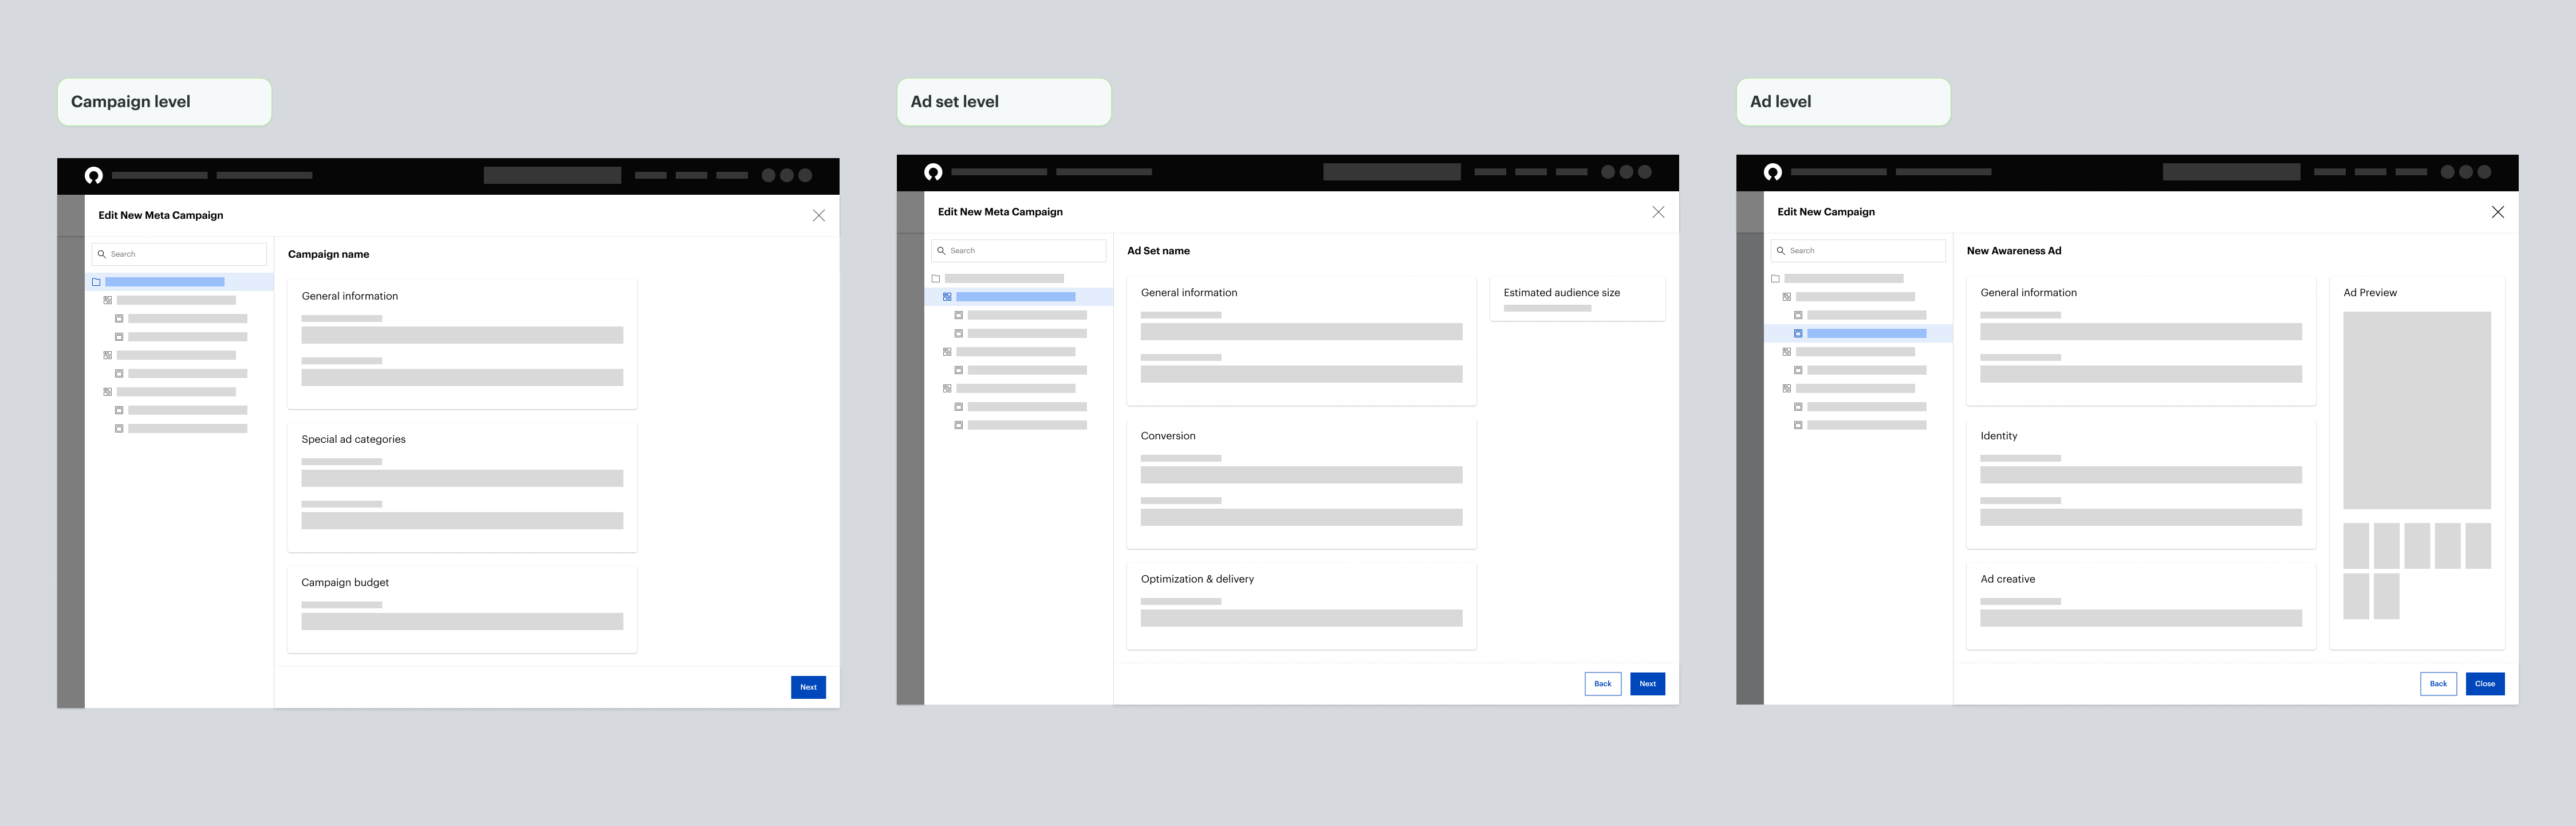 Campaign level
Edit New Meta Campaign
Search
Campaign name
General information
Special ad categories
Campaign budget
Next
Ad set level
Edit New Meta Campaign
Search
Ad Set name
General information
Estimated audience size
Conversion
Optimization & delivery
Back
Next
Ad level
Edit New Campaign
Search
New Awareness Ad
General information
Ad Preview
Identity
Ad creative
Back
Close